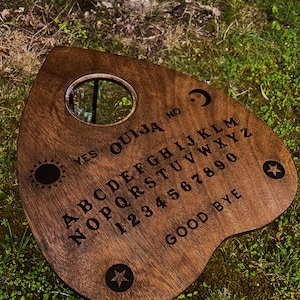 YES OUIJA NO
ABCDEFGHIJKLM
NOPQRSTUVWXYZ
1234567890
GOOD BYE